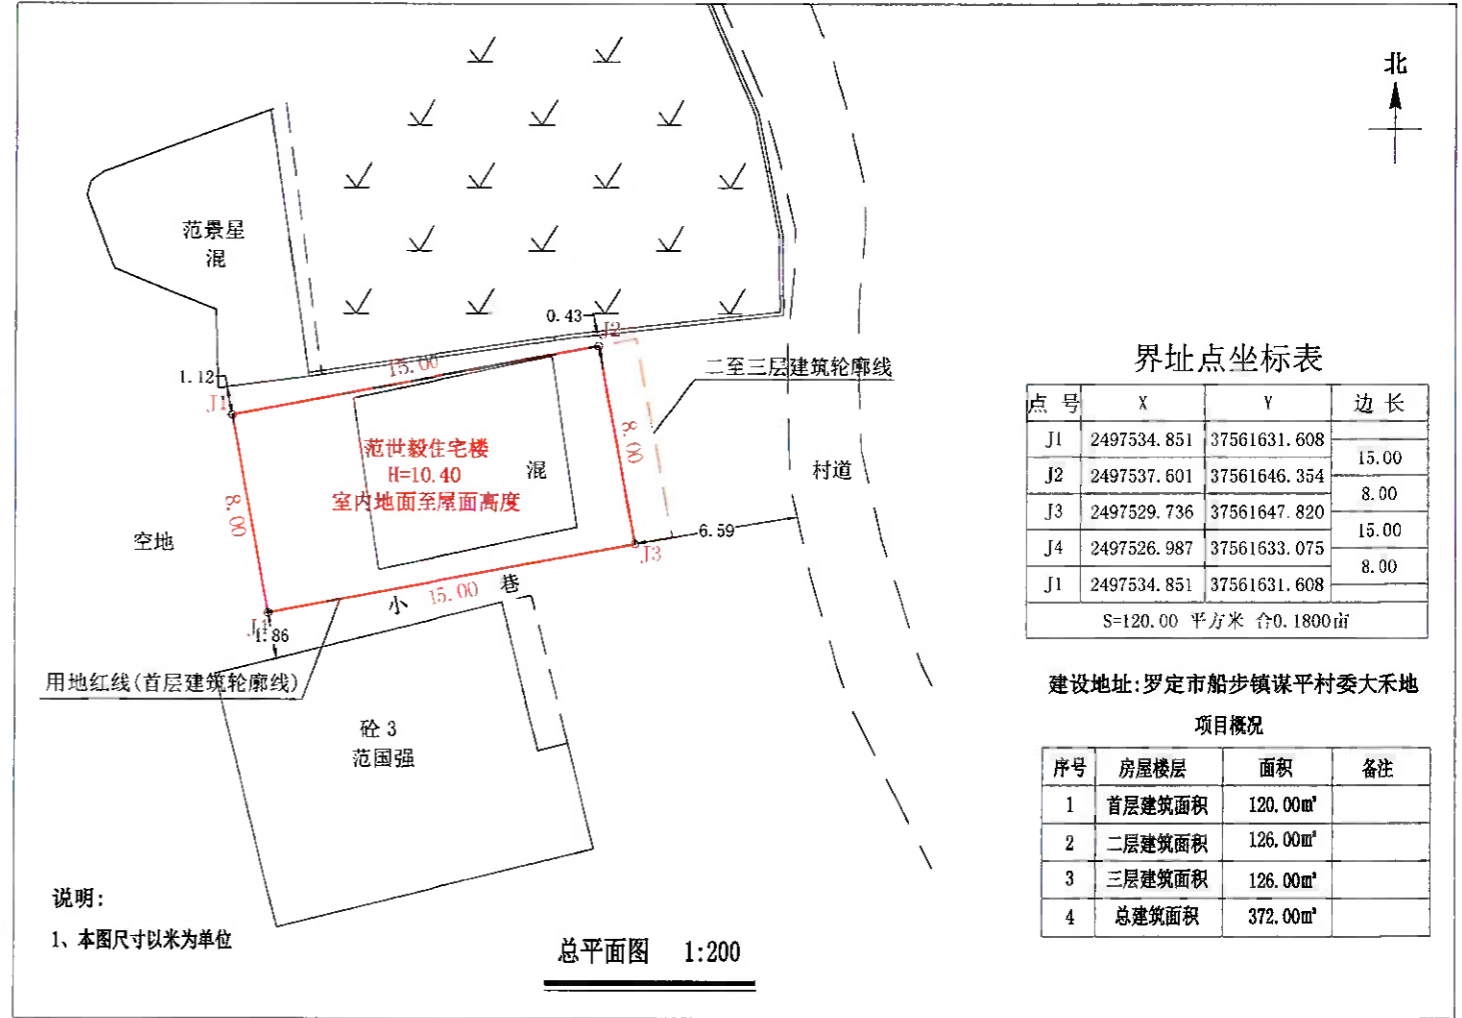 北
范景星
混
0.43
J2
15.00
1.12
J1
二至三层建筑轮廓线
范世毅住宅楼
H=10.40
室内地面至屋面高度
混
8.00
8.00
村道
空地
6.59
J3
小巷
15.00
J4
1.86
用地红线(首层建筑轮廓线)
砼3
范国强
说明:
1、本图尺寸以米为单位
总平面图 1:200
界址点坐标表
点号 X Y 边长
J1 2497534.851 37561631.608
15.00
J2 2497537.601 37561646.354
8.00
J3 2497529.736 37561647.820
15.00
J4 2497526.987 37561633.075
8.00
J1 2497534.851 37561631.608
S=120.00 平方米 合0.1800亩
建设地址:罗定市船步镇谋平村委大禾地
项目概况
序号 房屋楼层 面积 备注
1 首层建筑面积 120.00m²
2 二层建筑面积 126.00m²
3 三层建筑面积 126.00m²
4 总建筑面积 372.00m²